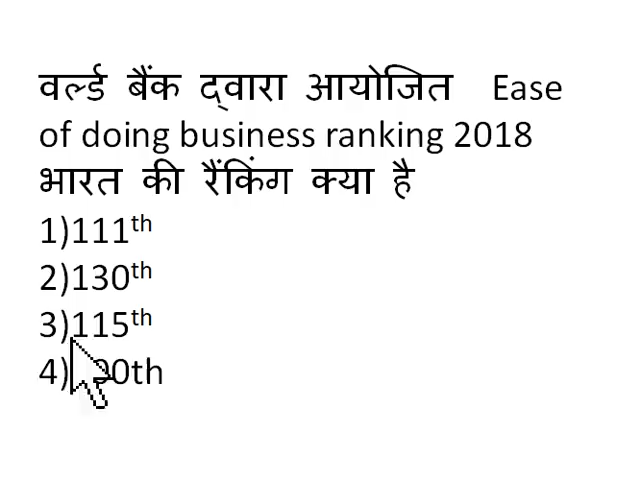 वर्ल्ड बैंक द्वारा आयोजित Ease
of doing business ranking 2018
भारत की रैंकिंग क्या है
1)111th
2)130th
3)115th
4)